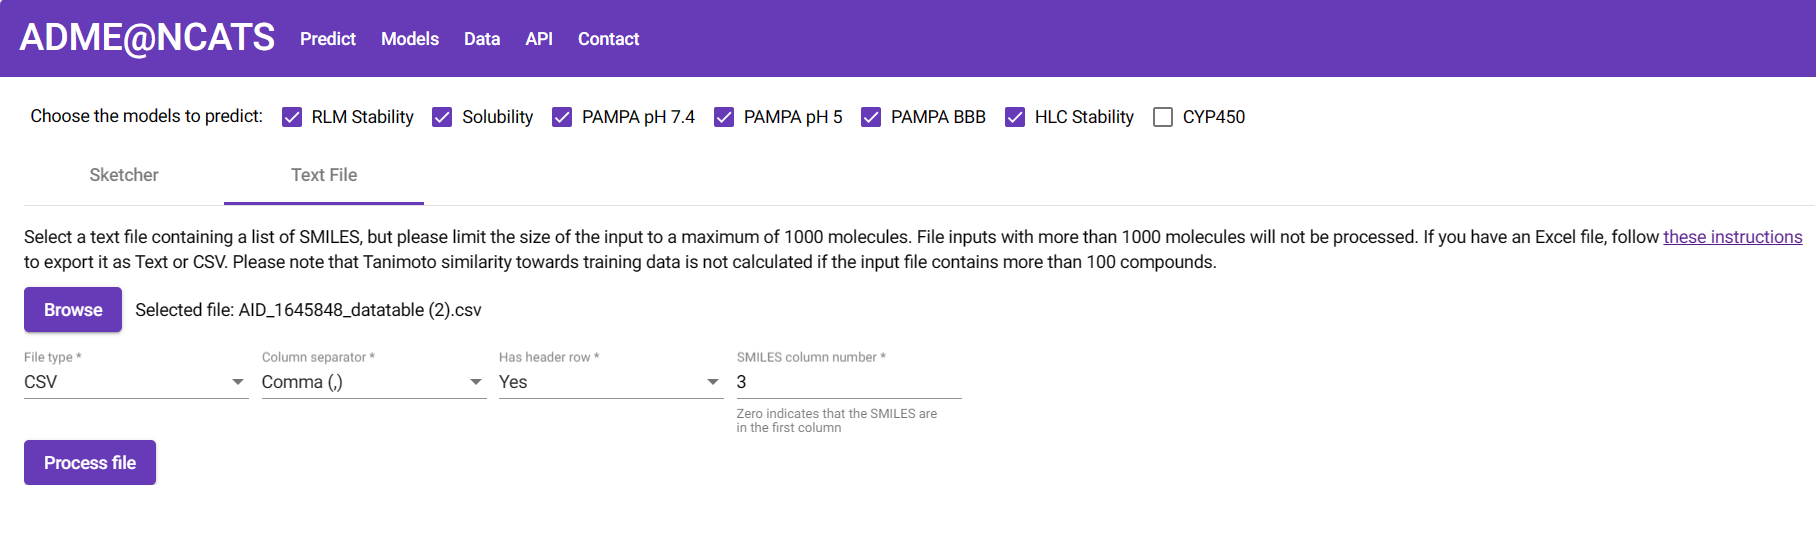 ADME@NCATS Predict Models Data API Contact
Choose the models to predict: RLM Stability Solubility PAMPA pH 7.4 PAMPA pH 5 PAMPA BBB HLC Stability CYP450
Sketcher Text File
Select a text file containing a list of SMILES, but please limit the size of the input to a maximum of 1000 molecules. File inputs with more than 1000 molecules will not be processed. If you have an Excel file, follow these instructions
to export it as Text or CSV. Please note that Tanimoto similarity towards training data is not calculated if the input file contains more than 100 compounds.
Browse Selected file: AID_1645848_datatable (2).csv
File type * Column separator * Has header row * SMILES column number *
CSV Comma (,) Yes 3
Zero indicates that the SMILES are
in the first column
Process file